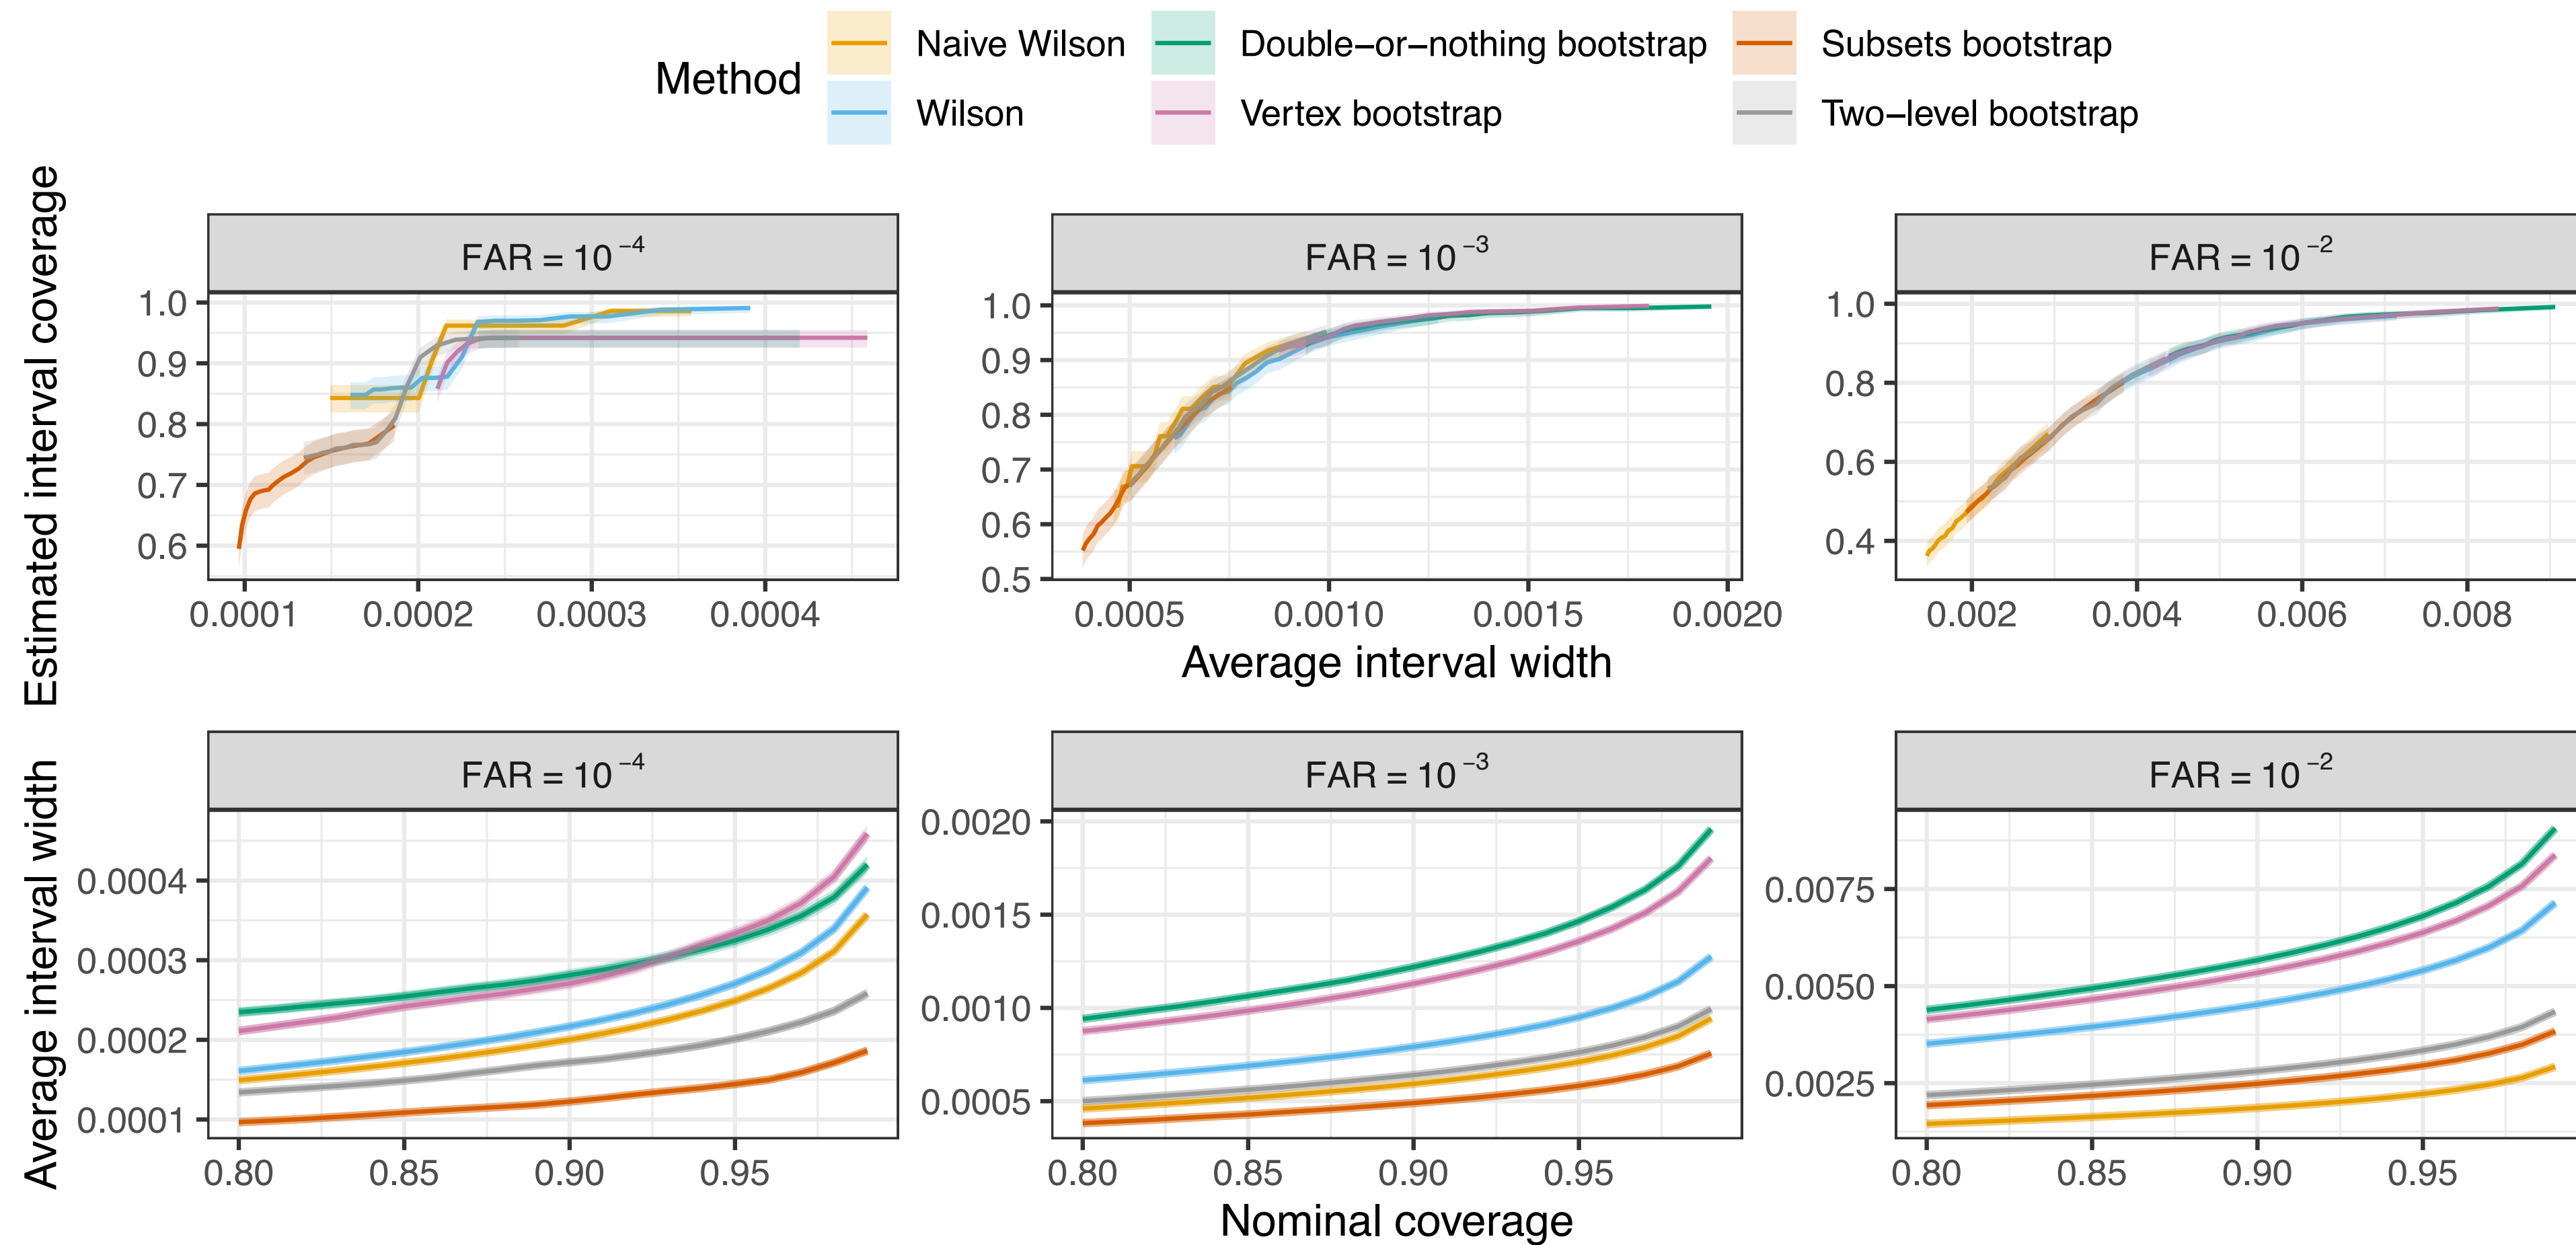 Method
Naive Wilson
Double−or−nothing bootstrap
Subsets bootstrap
Wilson
Vertex bootstrap
Two−level bootstrap
Estimated interval coverage
FAR = 10 −4
FAR = 10 −3
FAR = 10 −2
1.0
0.9
0.8
0.7
0.6
0.0001
0.0002
0.0003
0.0004
1.0
0.9
0.8
0.7
0.6
0.5
0.0005
0.0010
0.0015
0.0020
1.0
0.8
0.6
0.4
0.002
0.004
0.006
0.008
Average interval width
Average interval width
FAR = 10 −4
FAR = 10 −3
FAR = 10 −2
0.0004
0.0003
0.0002
0.0001
0.80
0.85
0.90
0.95
0.0020
0.0015
0.0010
0.0005
0.80
0.85
0.90
0.95
0.0075
0.0050
0.0025
0.80
0.85
0.90
0.95
Nominal coverage